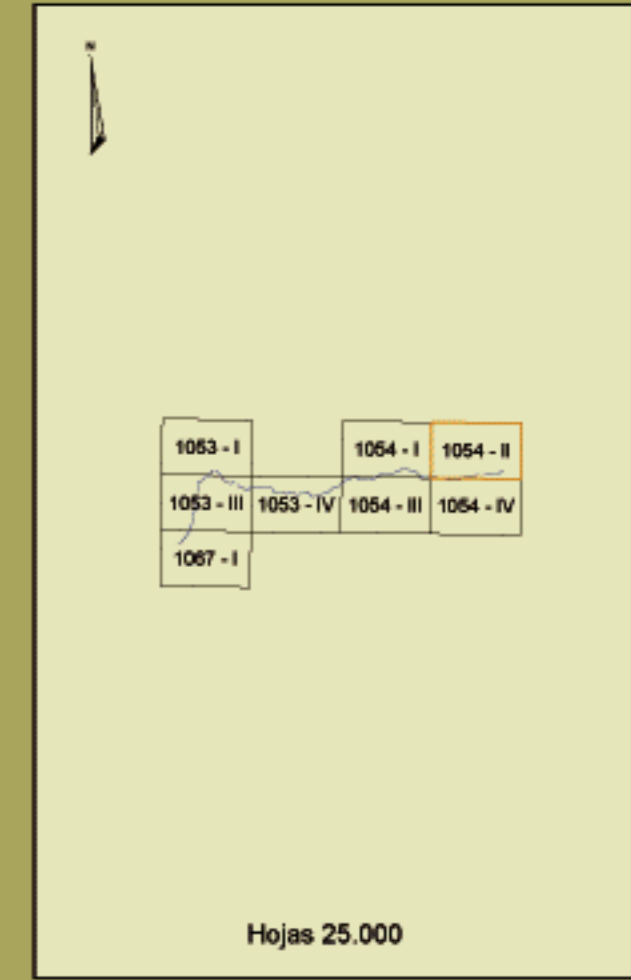 N
1053 - I
1054 - I
1054 - II
1053 - III
1053 - IV
1054 - III
1054 - IV
1067 - I
Hojas 25.000